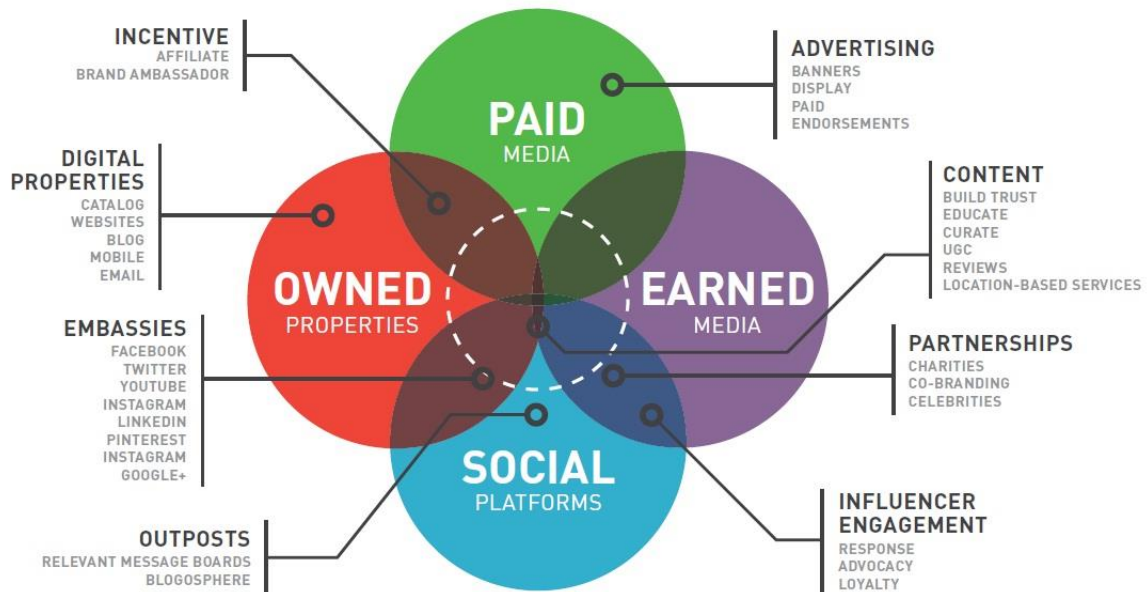 INCENTIVE
AFFILIATE
BRAND AMBASSADOR
ADVERTISING
BANNERS
DISPLAY
PAID
ENDORSEMENTS
PAID
MEDIA
DIGITAL
PROPERTIES
CATALOG
WEBSITES
BLOG
MOBILE
EMAIL
CONTENT
BUILD TRUST
EDUCATE
CURATE
UGC
REVIEWS
LOCATION-BASED SERVICES
OWNED
PROPERTIES
EARNED
MEDIA
EMBASSIES
FACEBOOK
TWITTER
YOUTUBE
INSTAGRAM
LINKEDIN
PINTEREST
INSTAGRAM
GOOGLE+
PARTNERSHIPS
CHARITIES
CO-BRANDING
CELEBRITIES
SOCIAL
PLATFORMS
OUTPOSTS
RELEVANT MESSAGE BOARDS
BLOGOSPHERE
INFLUENCER
ENGAGEMENT
RESPONSE
ADVOCACY
LOYALTY